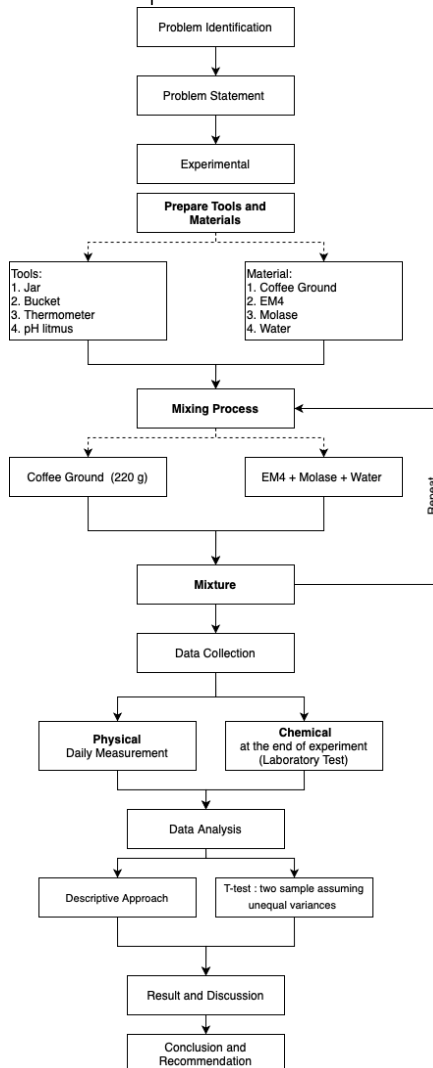 Problem Identification
Problem Statement
Experimental
Prepare Tools and
Materials
Tools:
1. Jar
2. Bucket
3. Thermometer
4. pH litmus
Material:
1. Coffee Ground
2. EM4
3. Molase
4. Water
Mixing Process
Coffee Ground (220 g)
EM4 + Molase + Water
Repeat
Mixture
Data Collection
Physical
Daily Measurement
Chemical
at the end of experiment
(Laboratory Test)
Data Analysis
Descriptive Approach
T-test : two sample assuming
unequal variances
Result and Discussion
Conclusion and
Recommendation